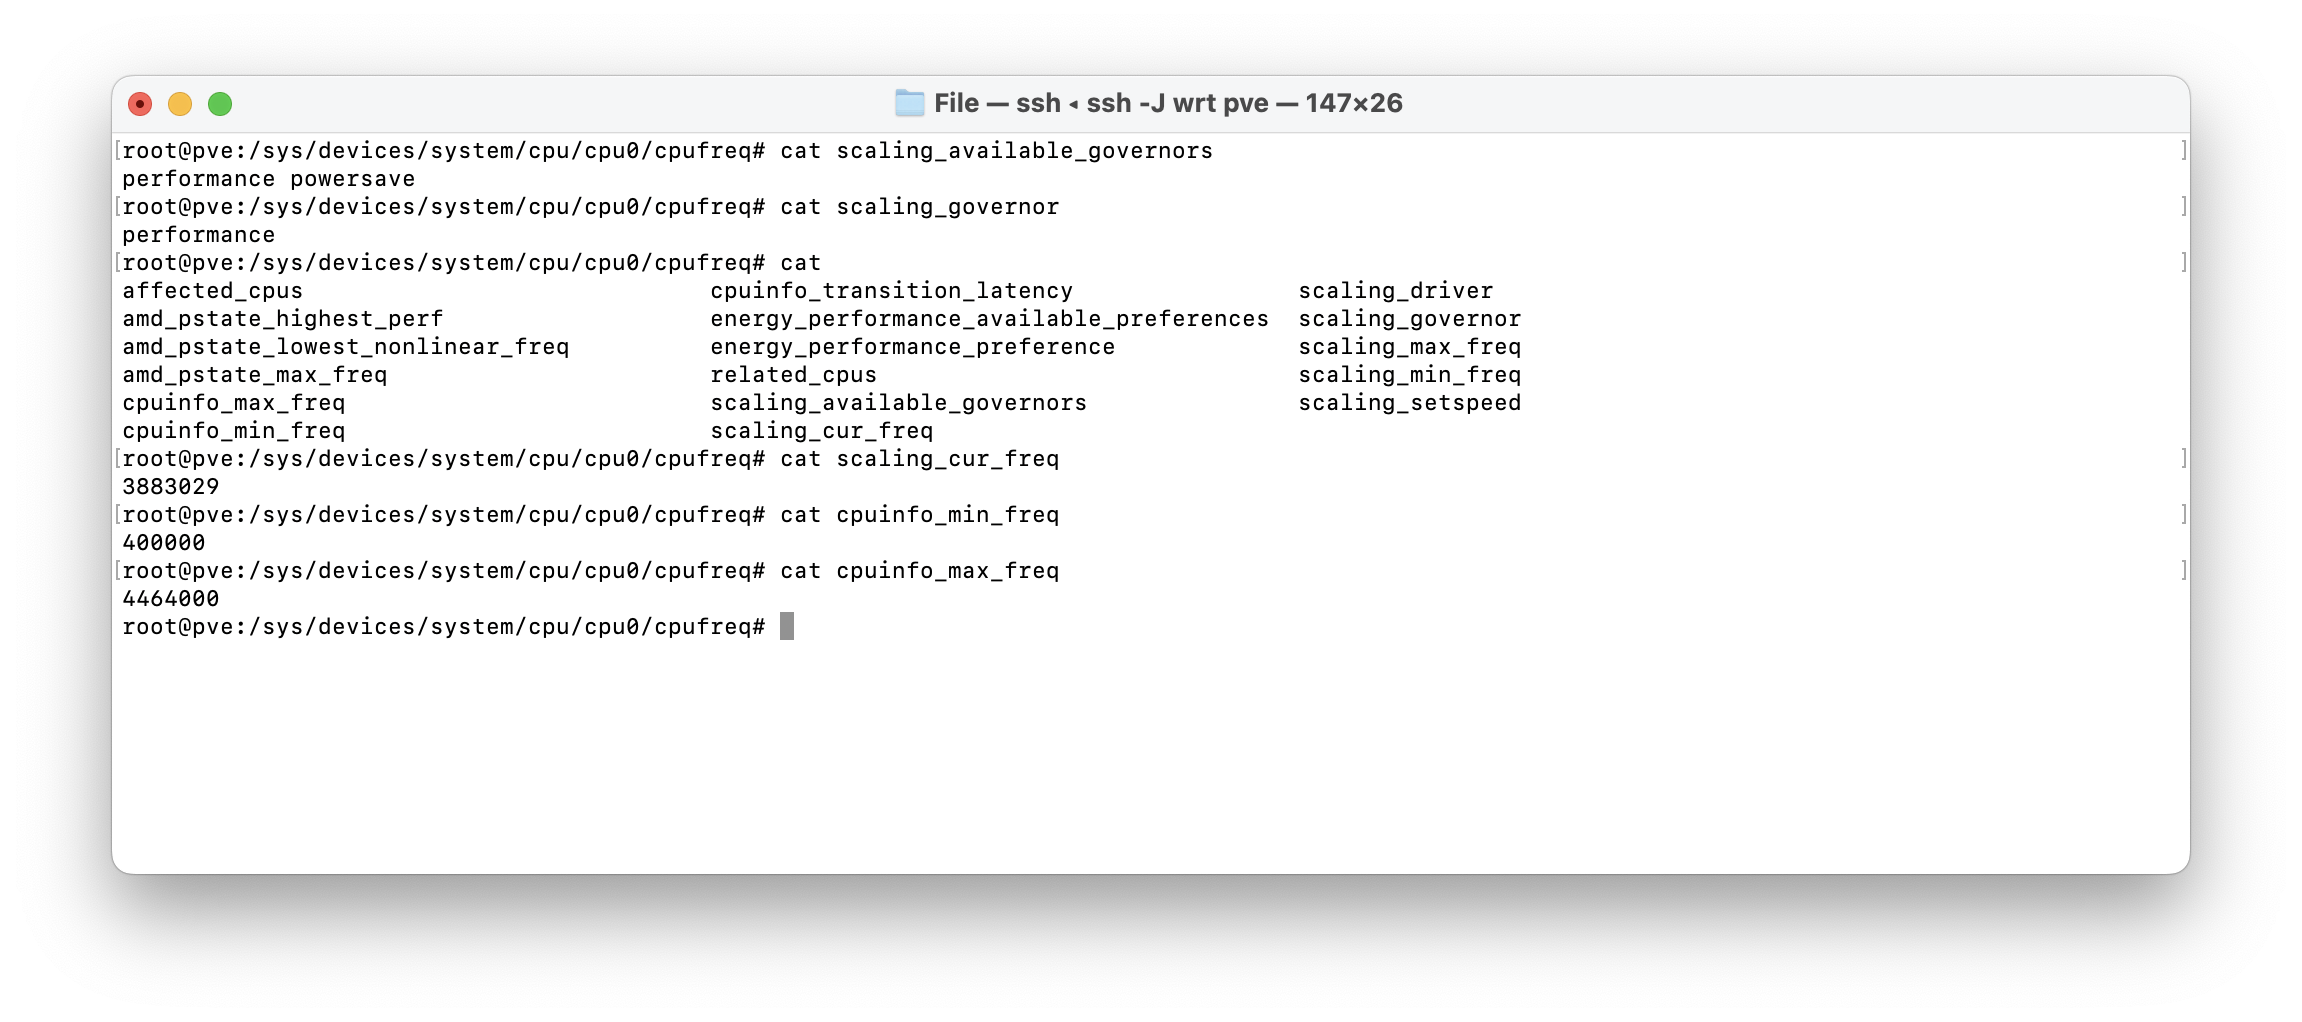 File — ssh ◂ ssh -J wrt pve — 147×26
[root@pve:/sys/devices/system/cpu/cpu0/cpufreq# cat scaling_available_governors ]
performance powersave
[root@pve:/sys/devices/system/cpu/cpu0/cpufreq# cat scaling_governor ]
performance
[root@pve:/sys/devices/system/cpu/cpu0/cpufreq# cat ]
affected_cpus cpuinfo_transition_latency scaling_driver
amd_pstate_highest_perf energy_performance_available_preferences scaling_governor
amd_pstate_lowest_nonlinear_freq energy_performance_preference scaling_max_freq
amd_pstate_max_freq related_cpus scaling_min_freq
cpuinfo_max_freq scaling_available_governors scaling_setspeed
cpuinfo_min_freq scaling_cur_freq
[root@pve:/sys/devices/system/cpu/cpu0/cpufreq# cat scaling_cur_freq ]
3883029
[root@pve:/sys/devices/system/cpu/cpu0/cpufreq# cat cpuinfo_min_freq ]
400000
[root@pve:/sys/devices/system/cpu/cpu0/cpufreq# cat cpuinfo_max_freq ]
4464000
root@pve:/sys/devices/system/cpu/cpu0/cpufreq#